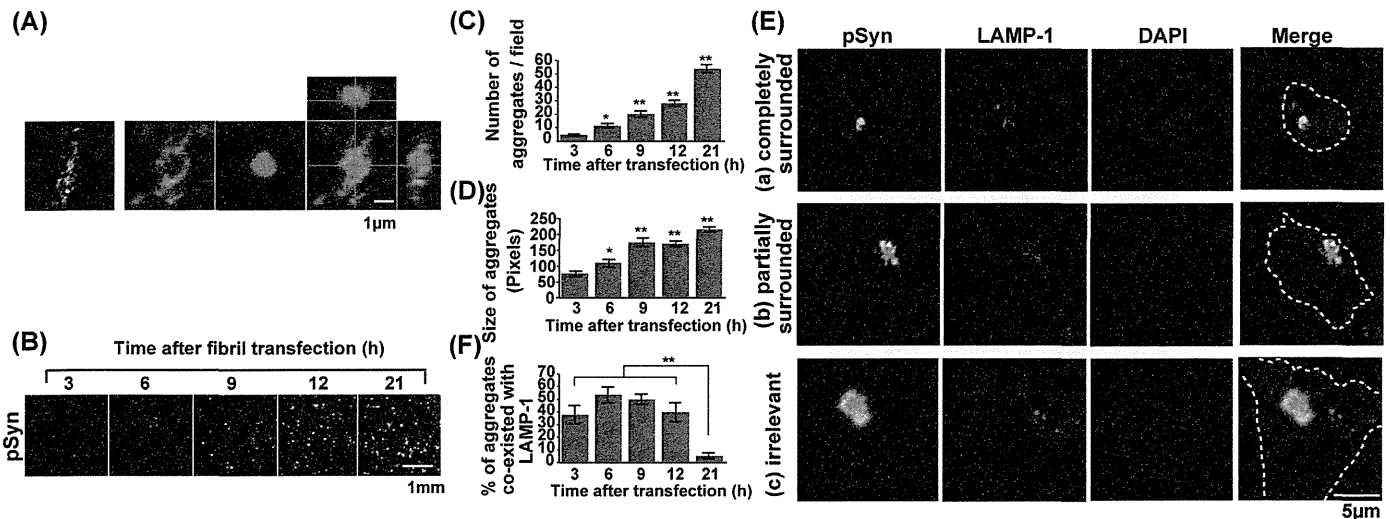 (A)
1μm
(B)
Time after fibril transfection (h)
3 6 9 12 21
pSyn
1mm
(C)
Number of
aggregates / field
60
50
40
30
20
10
0
* ** ** **
3 6 9 12 21
Time after transfection (h)
(D)
Size of aggregates
(Pixels)
250
200
150
100
50
0
* ** ** **
3 6 9 12 21
Time after transfection (h)
(F)
% of aggregates
co-existed with
LAMP-1
70
60
50
40
30
20
10
0
**
3 6 9 12 21
Time after transfection (h)
(E)
pSyn LAMP-1 DAPI Merge
(a) completely
surrounded
(b) partially
surrounded
(c) irrelevant
5μm